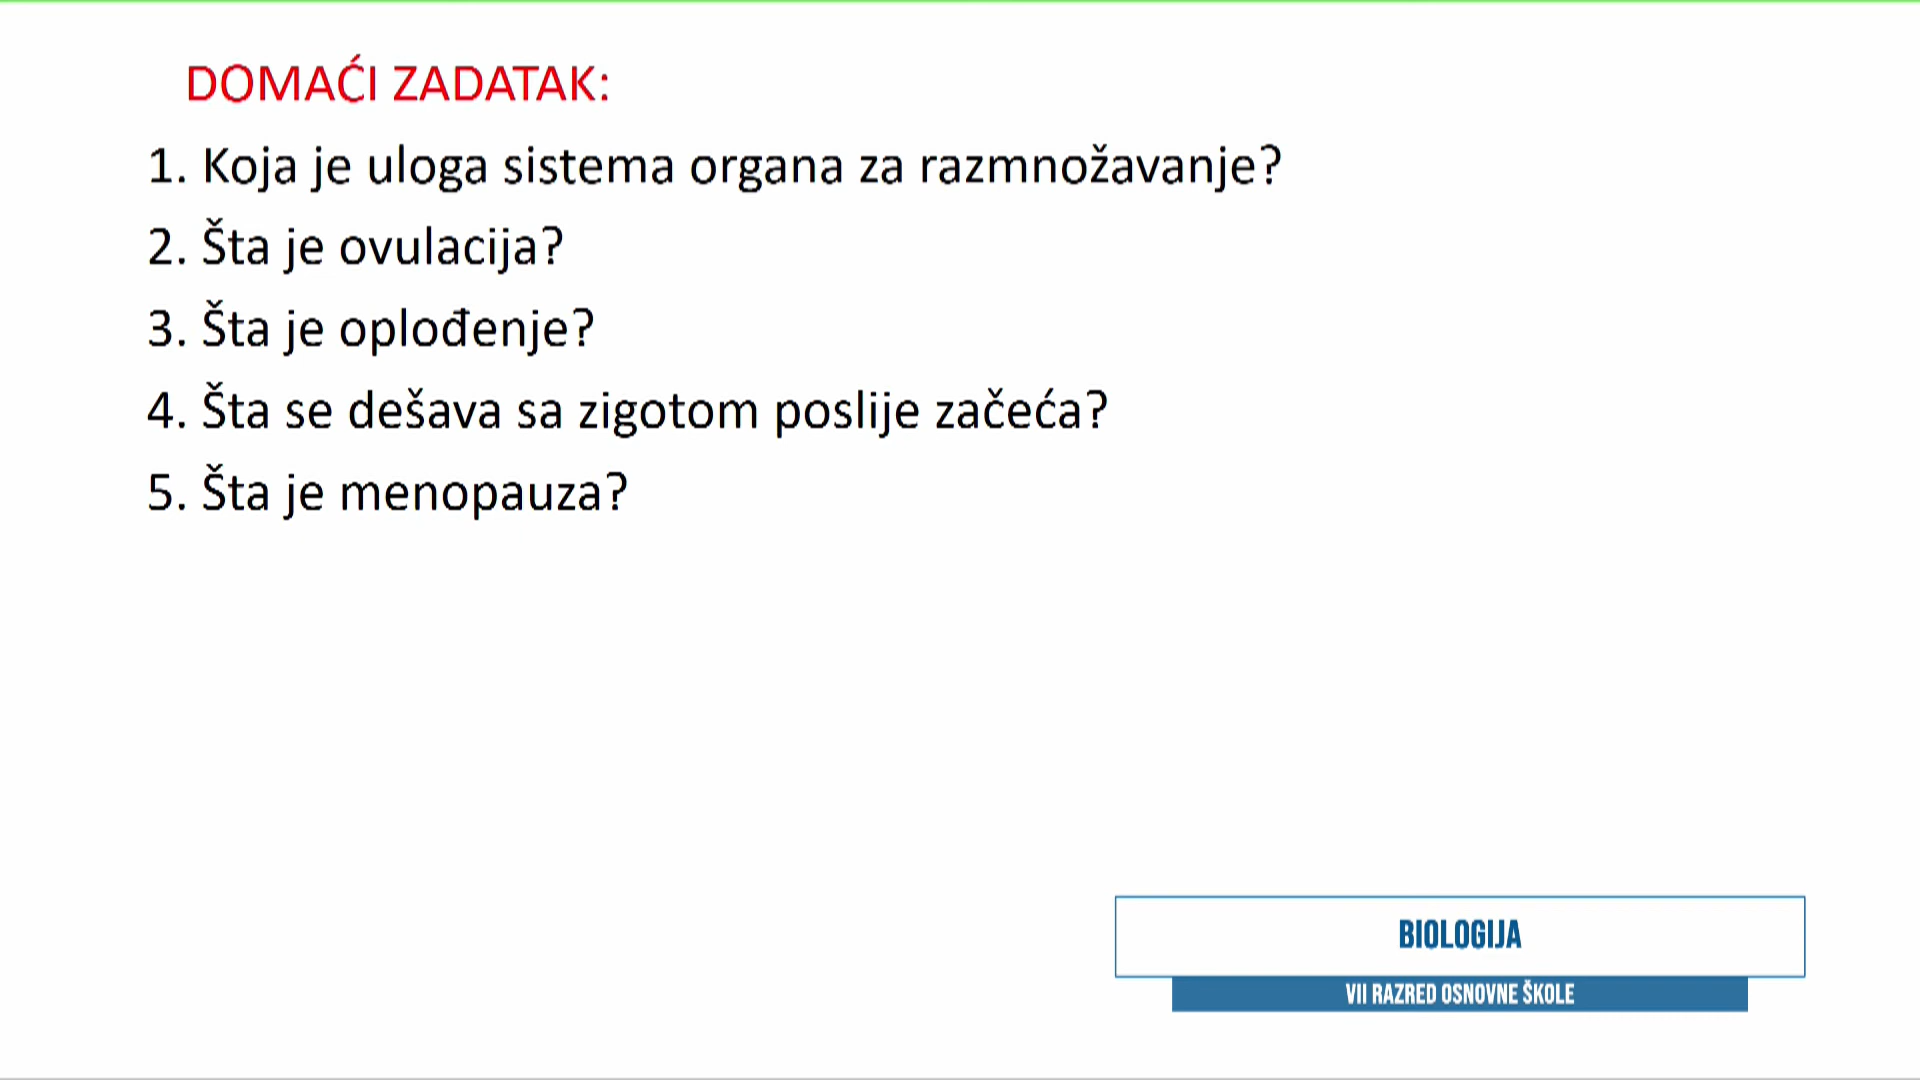 DOMAĆI ZADATAK:
1. Koja je uloga sistema organa za razmnožavanje?
2. Šta je ovulacija?
3. Šta je oplođenje?
4. Šta se dešava sa zigotom poslije začeća?
5. Šta je menopauza?
BIOLOGIJA
VII RAZRED OSNOVNE ŠKOLE